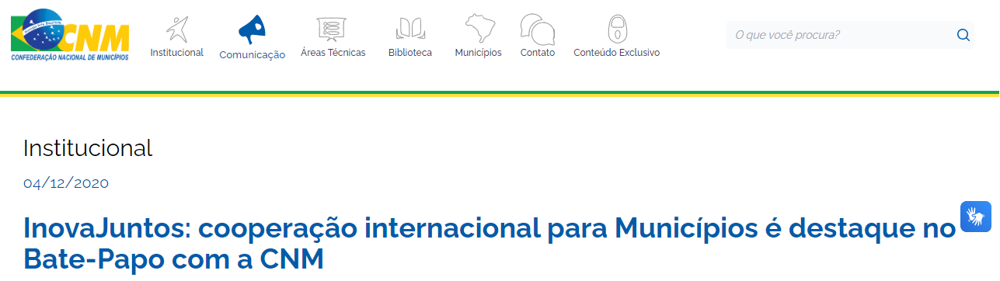 CNM
CONFEDERAÇÃO NACIONAL DE MUNICÍPIOS
Institucional
Comunicação
Áreas Técnicas
Biblioteca
Municípios
Contato
Conteúdo Exclusivo
O que você procura?
Institucional
04/12/2020
InovaJuntos: cooperação internacional para Municípios é destaque no
Bate-Papo com a CNM